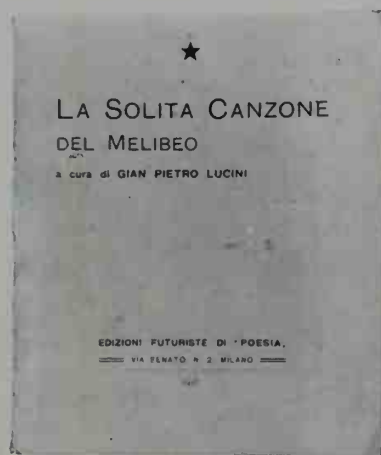 LA SOLITA CANZONE
DEL MELIBEO
a cura di GIAN PIETRO LUCINI
EDIZIONI FUTURISTE DI "POESIA„
VIA SENATO N. 2 MILANO